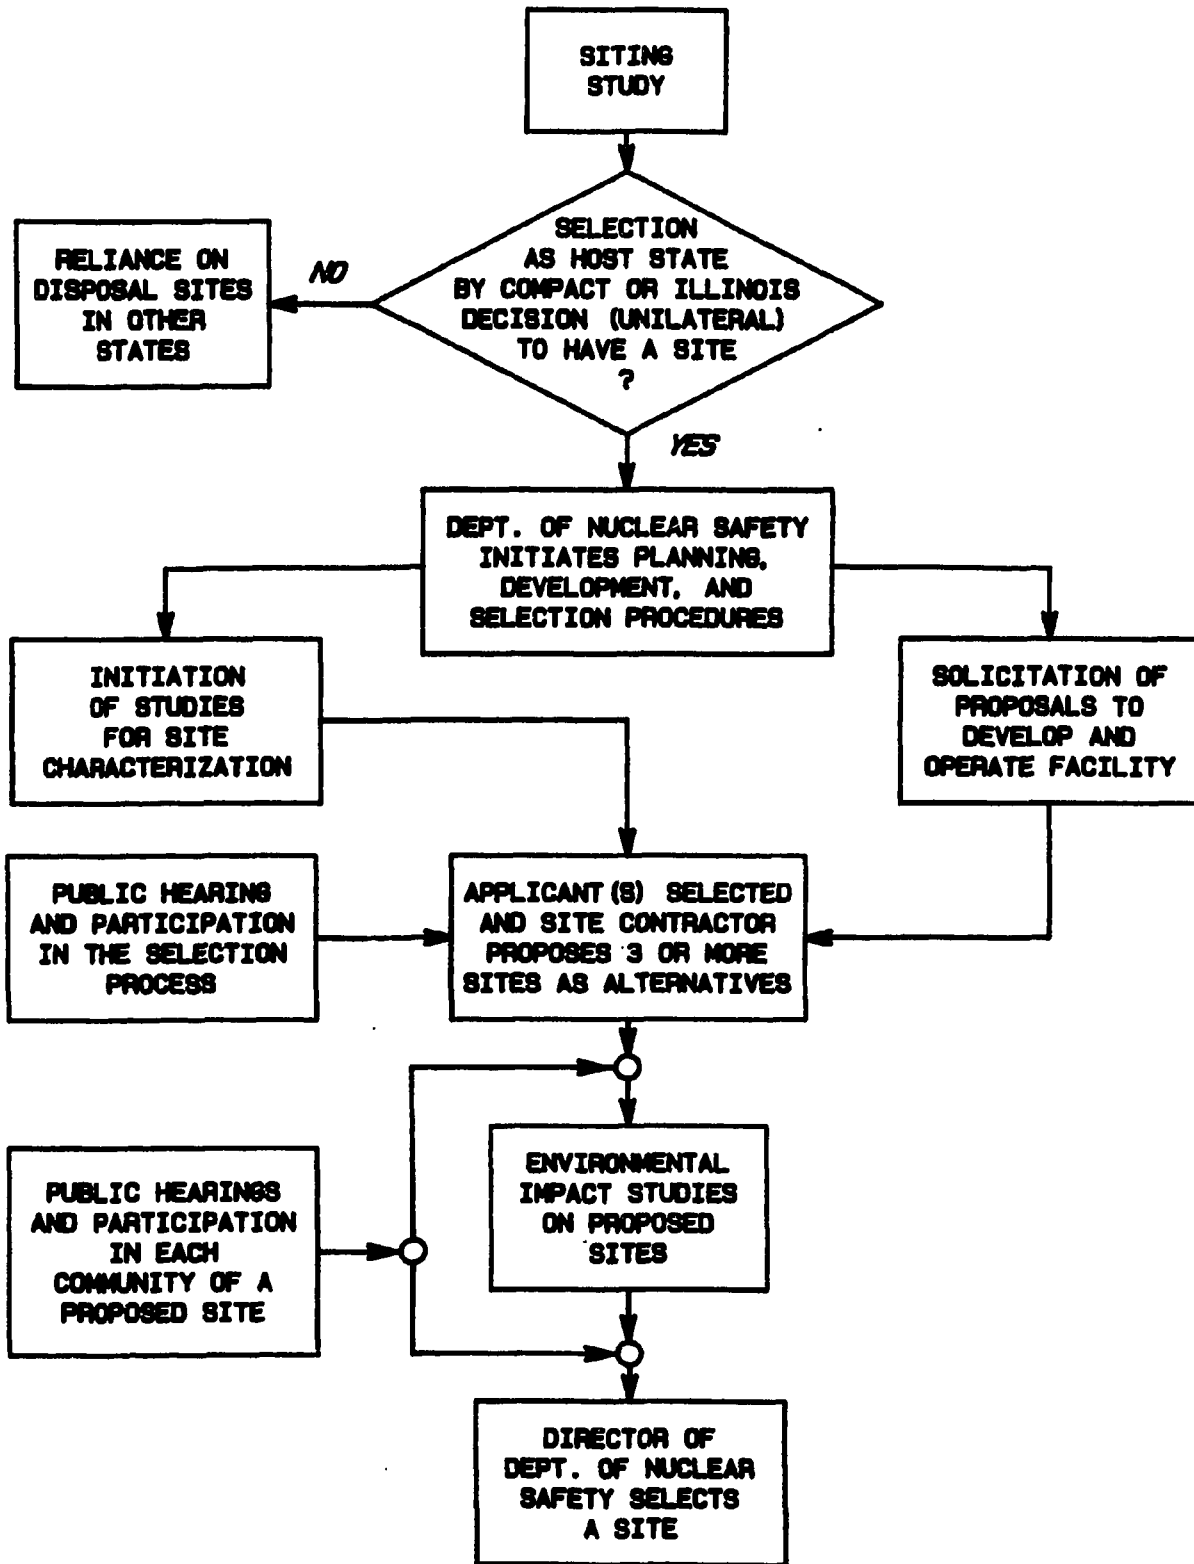 SITING
STUDY
SELECTION
AS HOST STATE
BY COMPACT OR ILLINOIS
DECISION (UNILATERAL)
TO HAVE A SITE
?
NO
RELIANCE ON
DISPOSAL SITES
IN OTHER
STATES
YES
DEPT. OF NUCLEAR SAFETY
INITIATES PLANNING,
DEVELOPMENT, AND
SELECTION PROCEDURES
INITIATION
OF STUDIES
FOR SITE
CHARACTERIZATION
SOLICITATION OF
PROPOSALS TO
DEVELOP AND
OPERATE FACILITY
PUBLIC HEARING
AND PARTICIPATION
IN THE SELECTION
PROCESS
APPLICANT(S) SELECTED
AND SITE CONTRACTOR
PROPOSES 3 OR MORE
SITES AS ALTERNATIVES
PUBLIC HEARINGS
AND PARTICIPATION
IN EACH
COMMUNITY OF A
PROPOSED SITE
ENVIRONMENTAL
IMPACT STUDIES
ON PROPOSED
SITES
DIRECTOR OF
DEPT. OF NUCLEAR
SAFETY SELECTS
A SITE